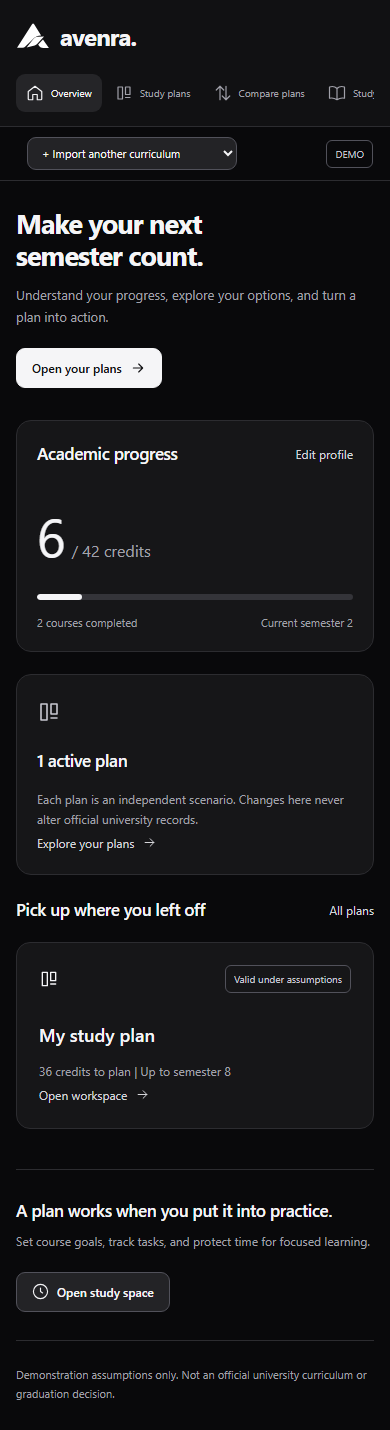 avenra.
Overview
Study plans
Compare plans
Study
+ Import another curriculum
DEMO
Make your next
semester count.
Understand your progress, explore your options, and turn a
plan into action.
Open your plans
Academic progress
Edit profile
6 / 42 credits
2 courses completed
Current semester 2
1 active plan
Each plan is an independent scenario. Changes here never
alter official university records.
Explore your plans
Pick up where you left off
All plans
Valid under assumptions
My study plan
36 credits to plan | Up to semester 8
Open workspace
A plan works when you put it into practice.
Set course goals, track tasks, and protect time for focused learning.
Open study space
Demonstration assumptions only. Not an official university curriculum or
graduation decision.